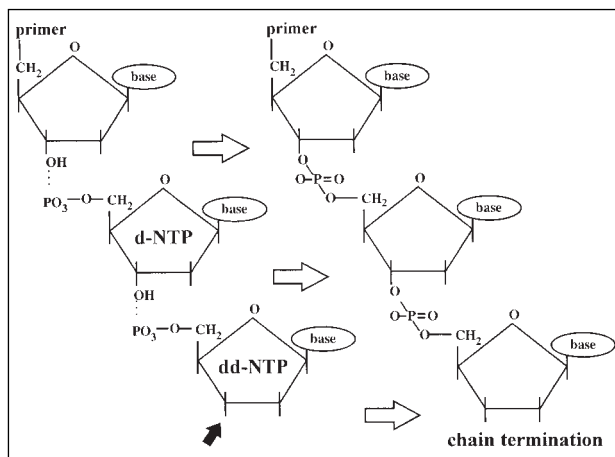 primer
O
CH2
base
OH
PO3—O—CH2
O
d-NTP
base
OH
PO3—O—CH2
O
dd-NTP
base
primer
O
CH2
base
O
O—P=O
O—CH2
O
base
O
O—P=O
O—CH2
O
base
chain termination